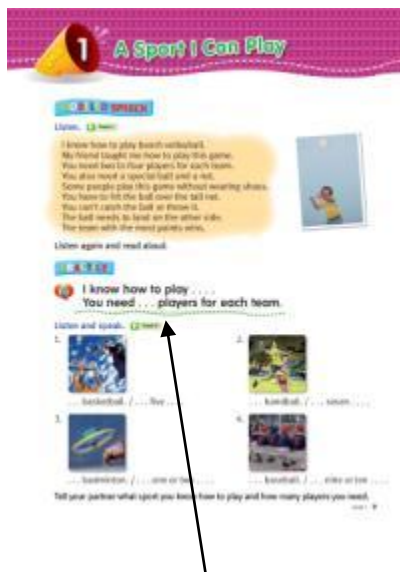 1
A Sport I Can Play
BUILD A SPEECH
Listen.
I know how to play beach volleyball.
My friend taught me how to play this game.
You need two to four players for each team.
You also need a special ball and a net.
Some people play this game without wearing shoes.
You have to hit the ball over the tall net.
You can't catch the ball or throw it.
The ball needs to land on the other side.
The team with the most points wins.
Listen again and read aloud.
I know how to play . . . .
You need . . . players for each team.
Listen and speak.
1.
2.
. . . basketball. / . . . five . . . .
. . . handball. / . . . seven . . . .
3.
4.
. . . badminton. / . . . one or two . . . .
. . . baseball. / . . . nine or ten . . . .
Tell your partner what sport you know how to play and how many players you need.